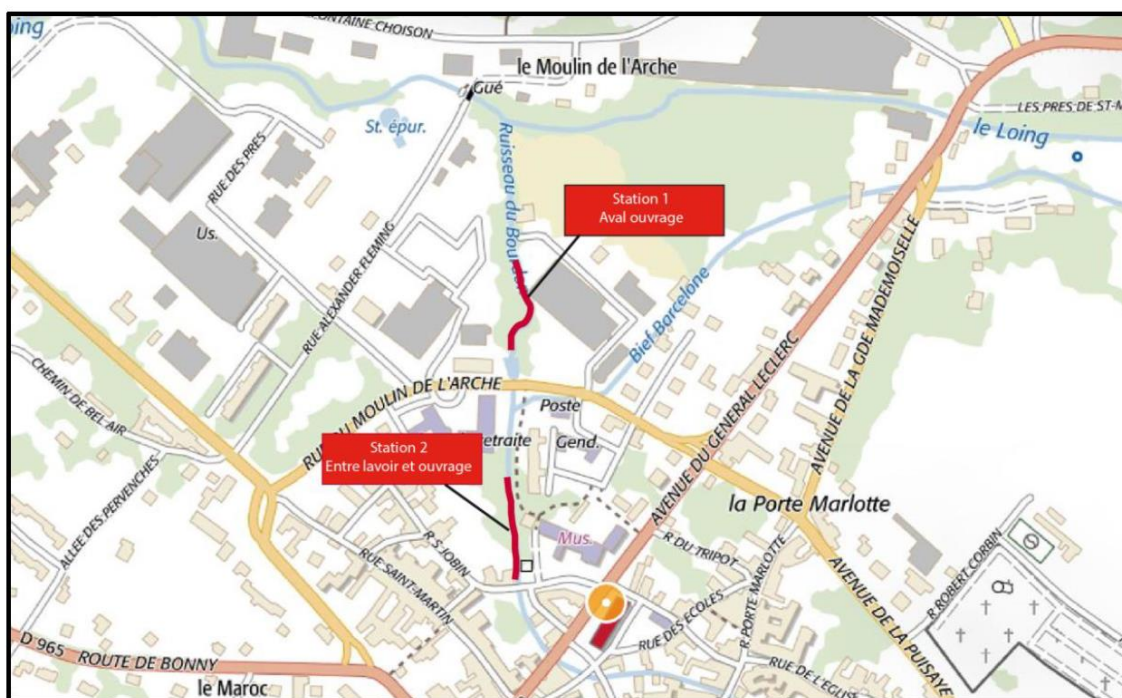 oing
FONTAINE CHOISON
le Moulin de l'Arche
Gué
St. épur.
LES PRES DE ST-M
le Loing
RUE DES PRES
Ruisseau du Bourdon
Station 1
Aval ouvrage
Us.
RUE ALEXANDER FLEMING
Bief Barcelone
AVENUE DE LA GDE MADEMOISELLE
AVENUE DU GENERAL LECLERC
CHEMIN DE BEL AIR
RUE DU MOULIN DE L'ARCHE
Poste
Station 2
Entre lavoir et ouvrage
etraite
Gend.
la Porte Marlotte
ALLEE DES PERVENCHES
Mus.
R DU TRIPOT
R S JOBIN
RUE SAINT-MARTIN
R PORTE MARLOTTE
AVENUE DE LA PUISAYE
R ROBERT CORBIN
RUE DES ECOLES
D 965 ROUTE DE BONNY
RUE DE L'EGLISE
le Maroc